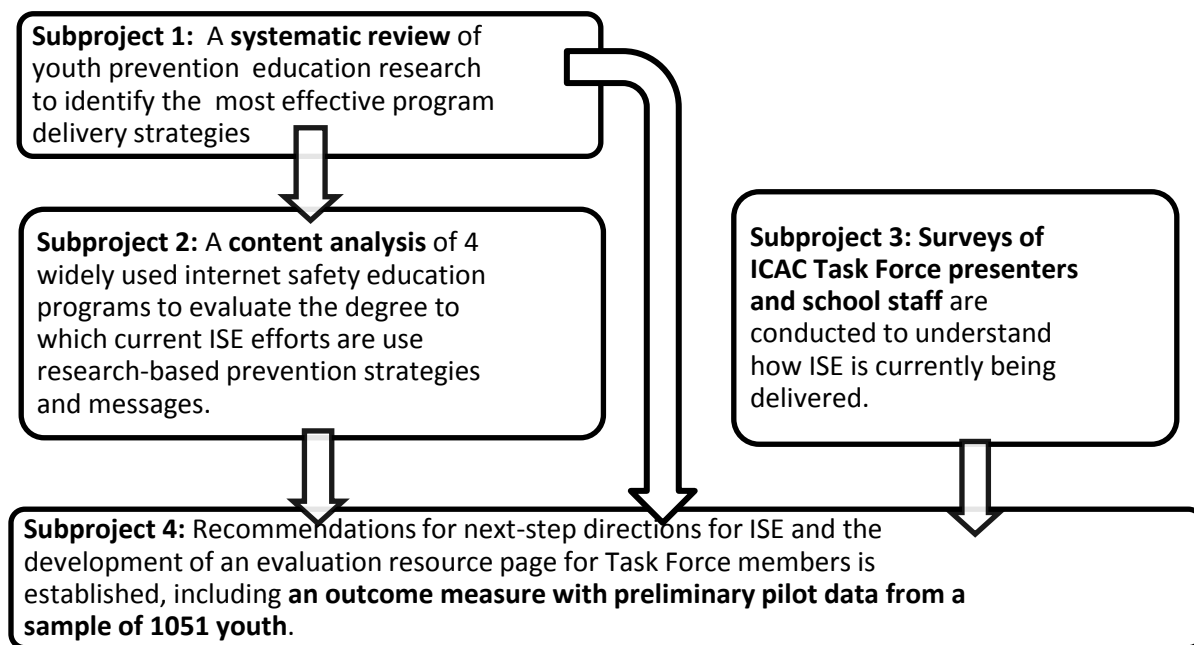 Subproject 1: A systematic review of
youth prevention education research
to identify the most effective program
delivery strategies
Subproject 2: A content analysis of 4
widely used internet safety education
programs to evaluate the degree to
which current ISE efforts are use
research-based prevention strategies
and messages.
Subproject 3: Surveys of
ICAC Task Force presenters
and school staff are
conducted to understand
how ISE is currently being
delivered.
Subproject 4: Recommendations for next-step directions for ISE and the
development of an evaluation resource page for Task Force members is
established, including an outcome measure with preliminary pilot data from a
sample of 1051 youth.